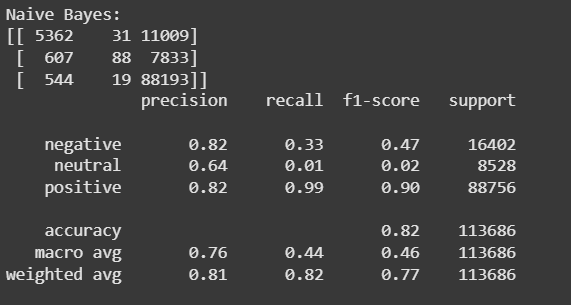 Naive Bayes:
[[ 5362    31 11009]
 [  607    88  7833]
 [  544    19 88193]]
              precision    recall  f1-score   support

    negative       0.82      0.33      0.47     16402
     neutral       0.64      0.01      0.02      8528
    positive       0.82      0.99      0.90     88756

    accuracy                           0.82    113686
   macro avg       0.76      0.44      0.46    113686
weighted avg       0.81      0.82      0.77    113686